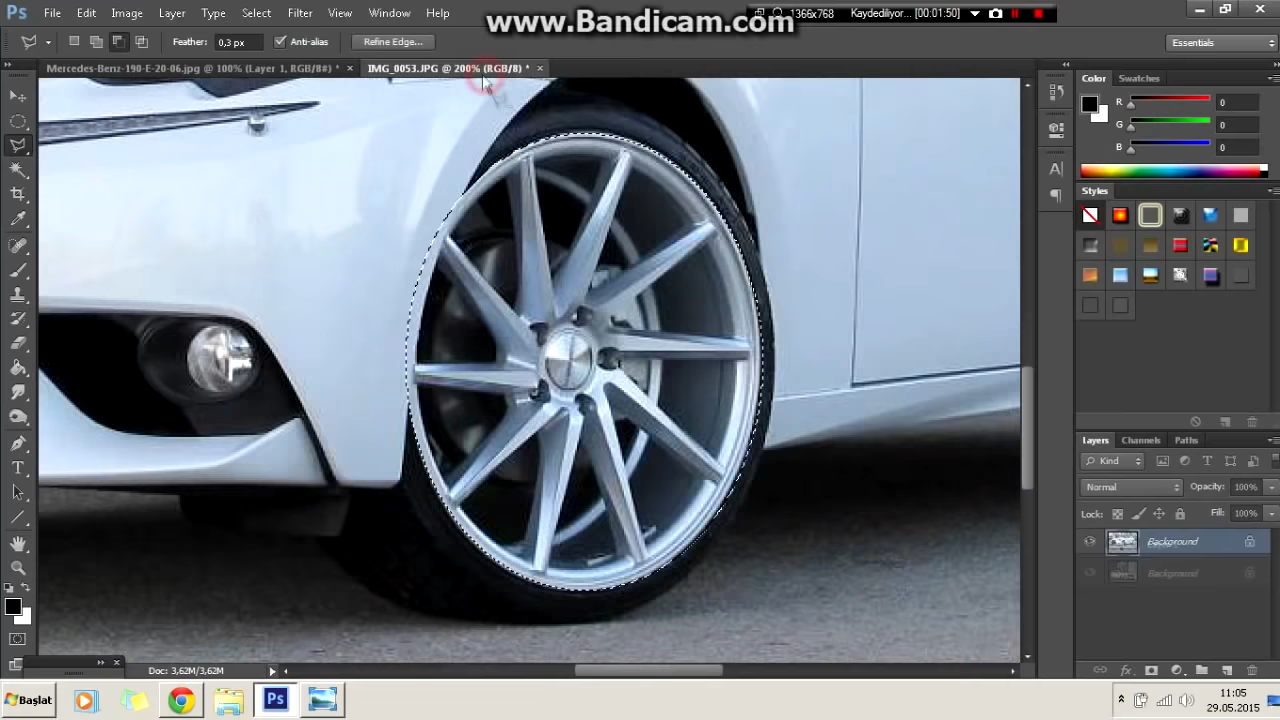 www.Bandicam.com
Ps File Edit Image Layer Type Select Filter View Window Help
1366x768 Kaydediliyor... [00:01:50]
Feather: 0,3 px Anti-alias Refine Edge... Essentials
Mercedes-Benz-190-E-20-06.jpg @ 100% (Layer 1, RGB/8#) * × IMG_0053.JPG @ 200% (RGB/8) * ×
Color Swatches
R 0
G 0
B 0
Styles
Layers Channels Paths
Kind
Normal Opacity: 100%
Lock: Fill: 100%
Background
Background
Doc: 3,62M/3,62M
Başlat Ps
11:05
29.05.2015